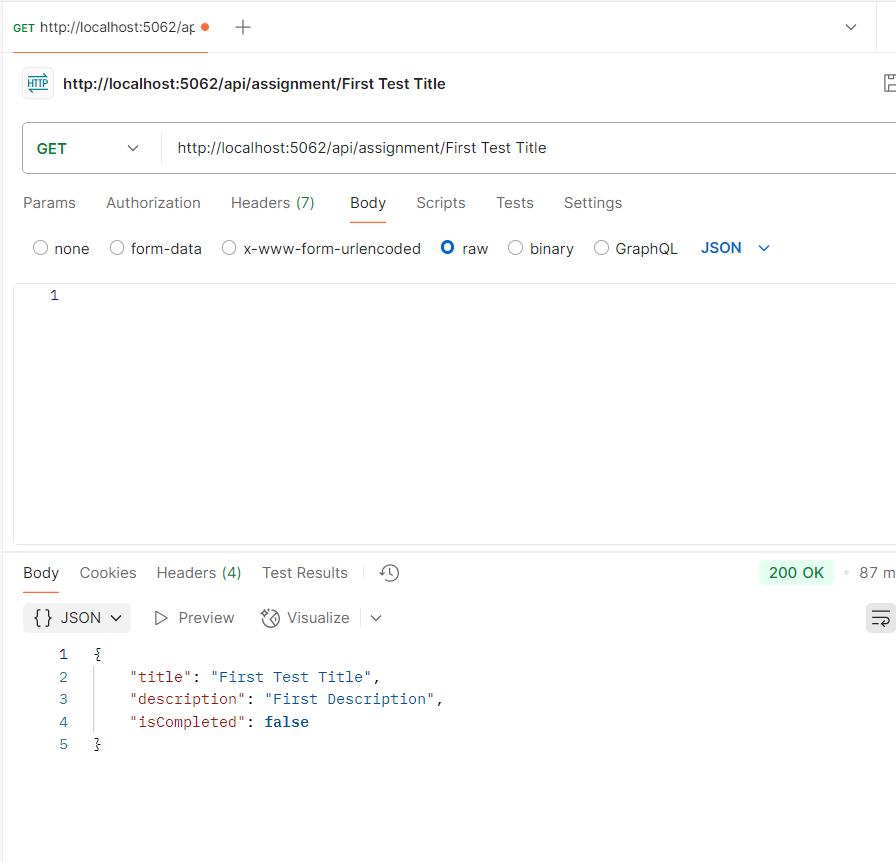 GET http://localhost:5062/ap
HTTP http://localhost:5062/api/assignment/First Test Title
GET http://localhost:5062/api/assignment/First Test Title
Params Authorization Headers (7) Body Scripts Tests Settings
none form-data x-www-form-urlencoded raw binary GraphQL JSON
1
Body Cookies Headers (4) Test Results 200 OK 87 m
{} JSON Preview Visualize
1 {
2 "title": "First Test Title",
3 "description": "First Description",
4 "isCompleted": false
5 }